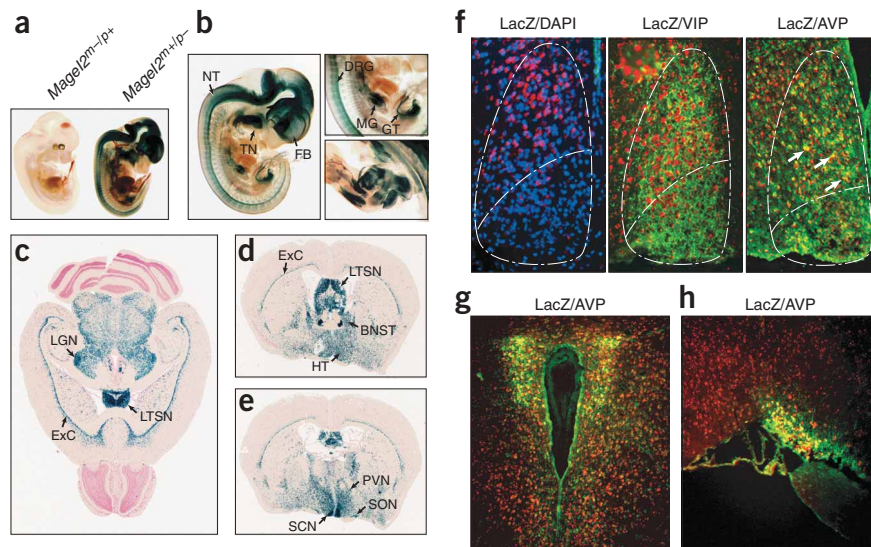 a
Magel2m–/p+
Magel2m+/p–
b
NT
TN
FB
DRG
MG
GT
c
LGN
LTSN
ExC
d
ExC
LTSN
BNST
HT
e
PVN
SON
SCN
f
LacZ/DAPI
LacZ/VIP
LacZ/AVP
g
LacZ/AVP
h
LacZ/AVP